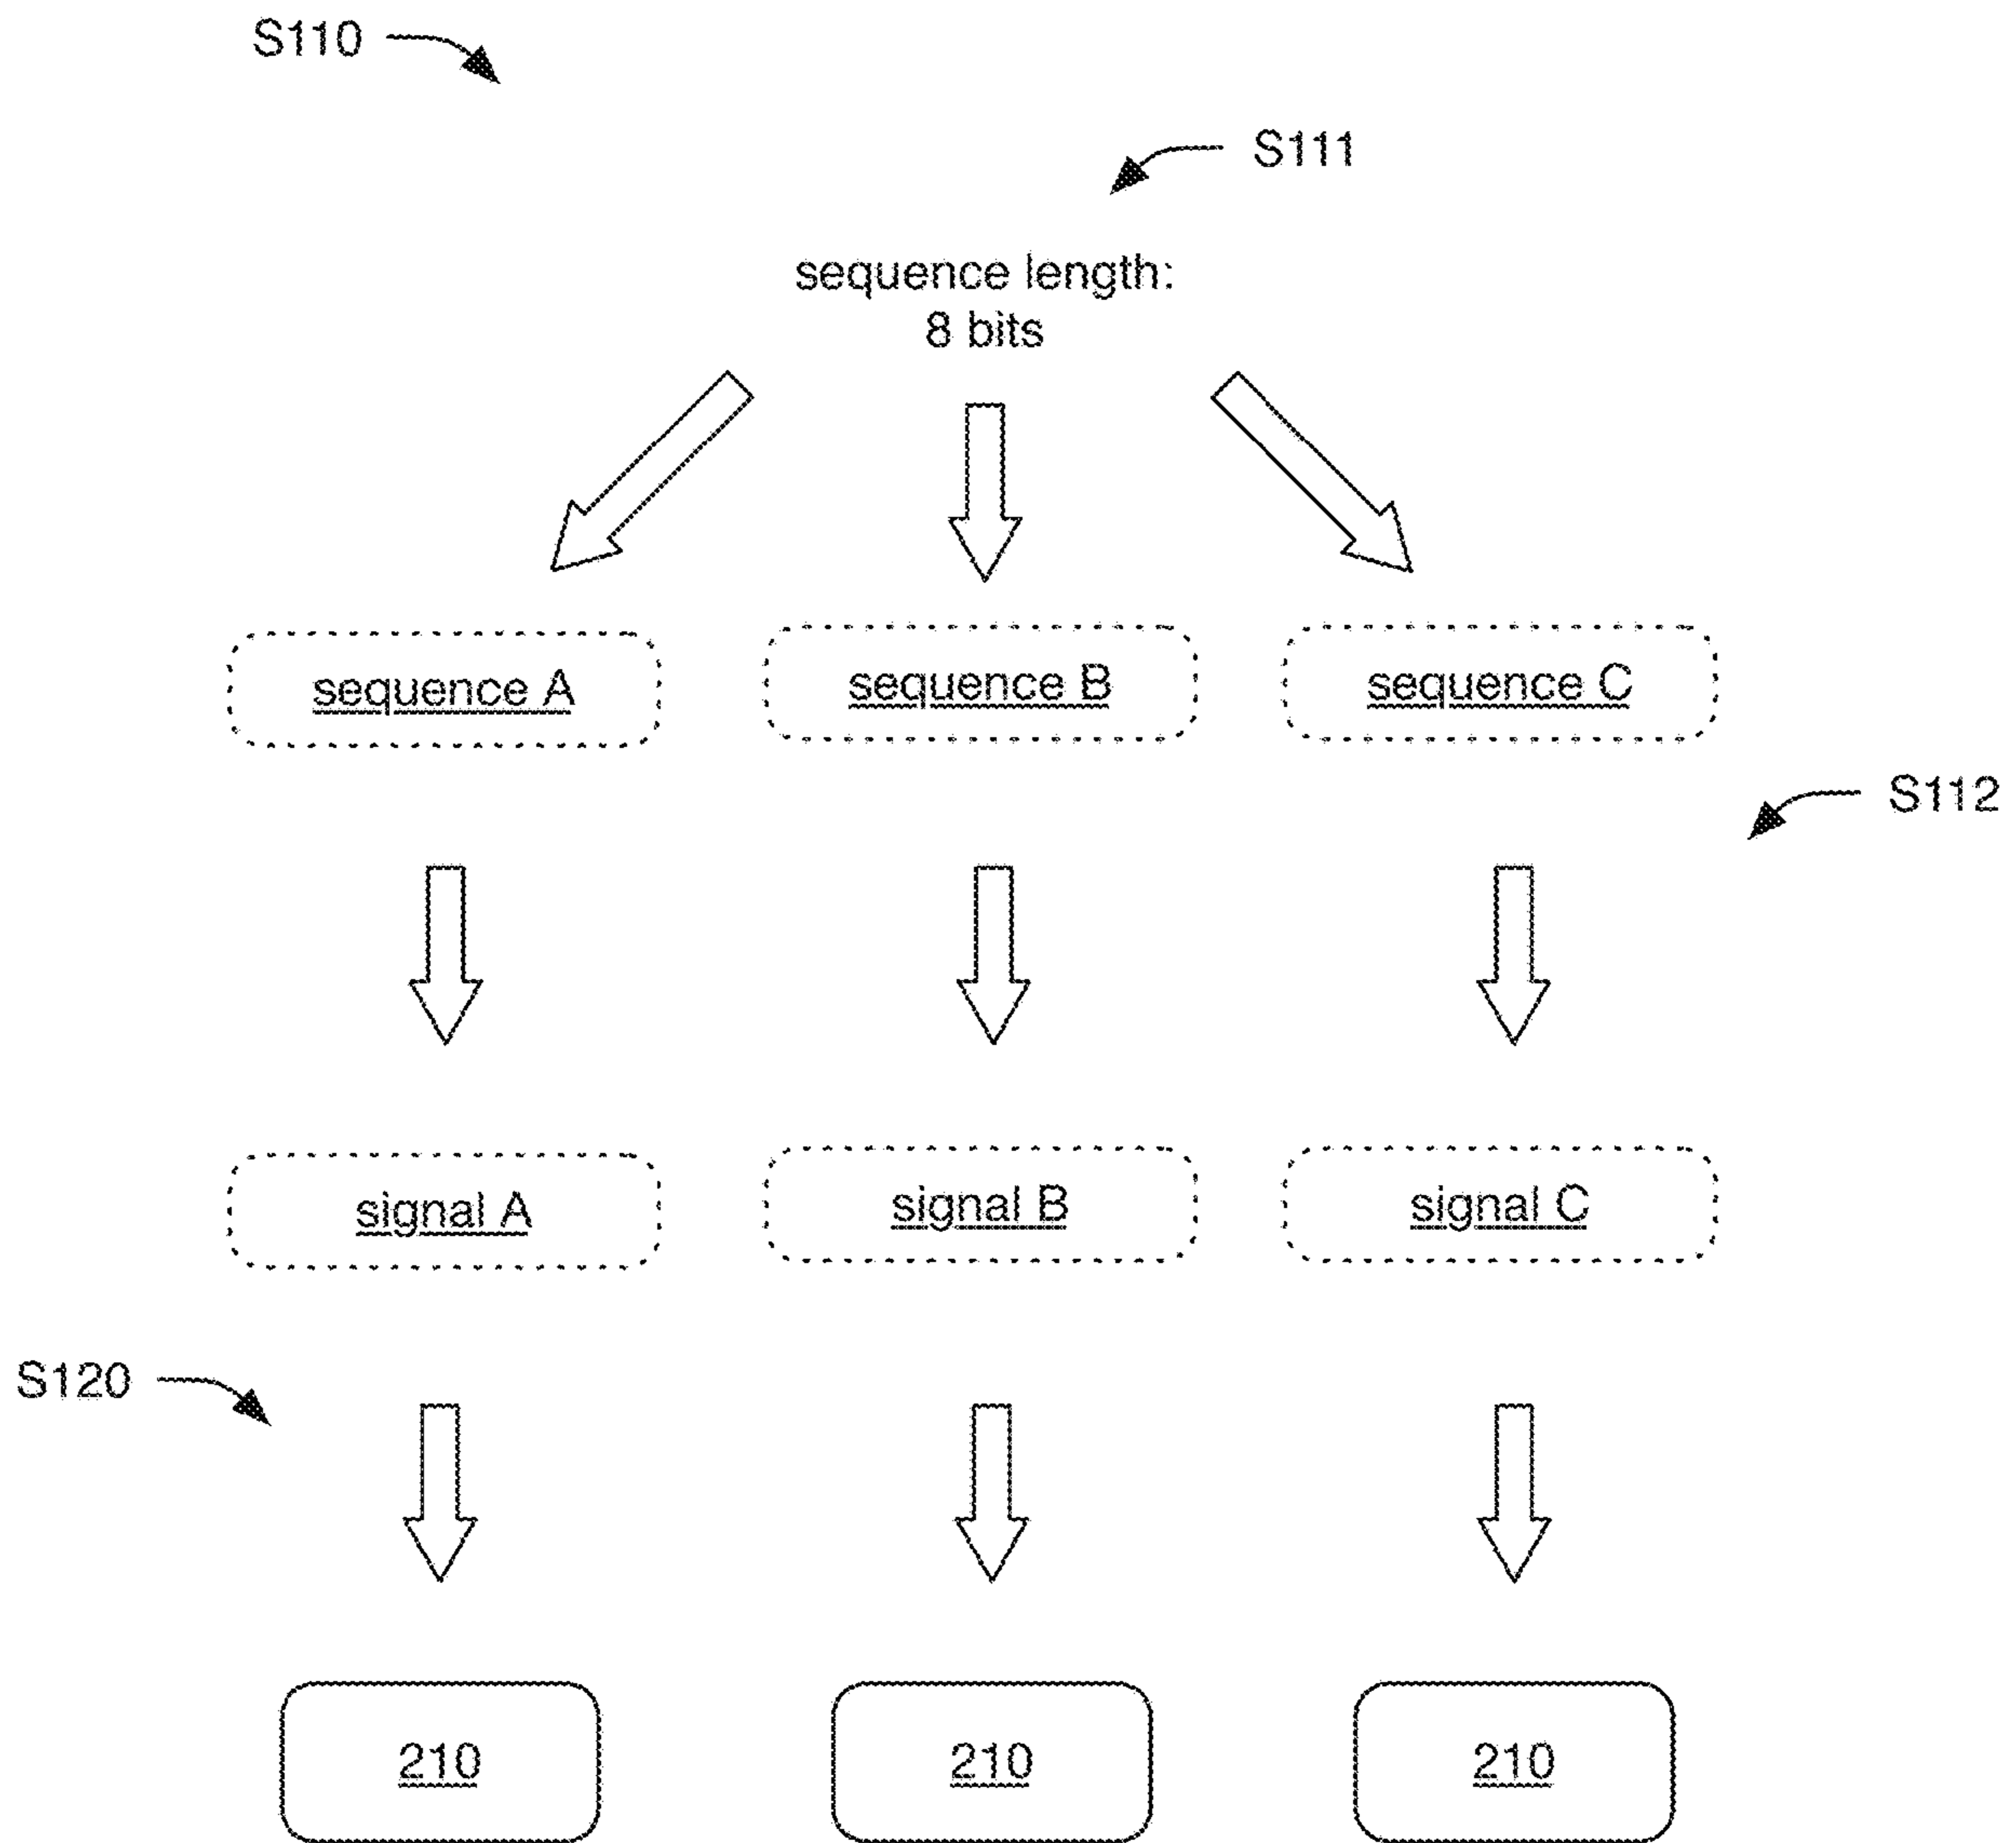 S110
S111
sequence length:
8 bits
sequence A
sequence B
sequence C
S112
signal A
signal B
signal C
S120
210
210
210